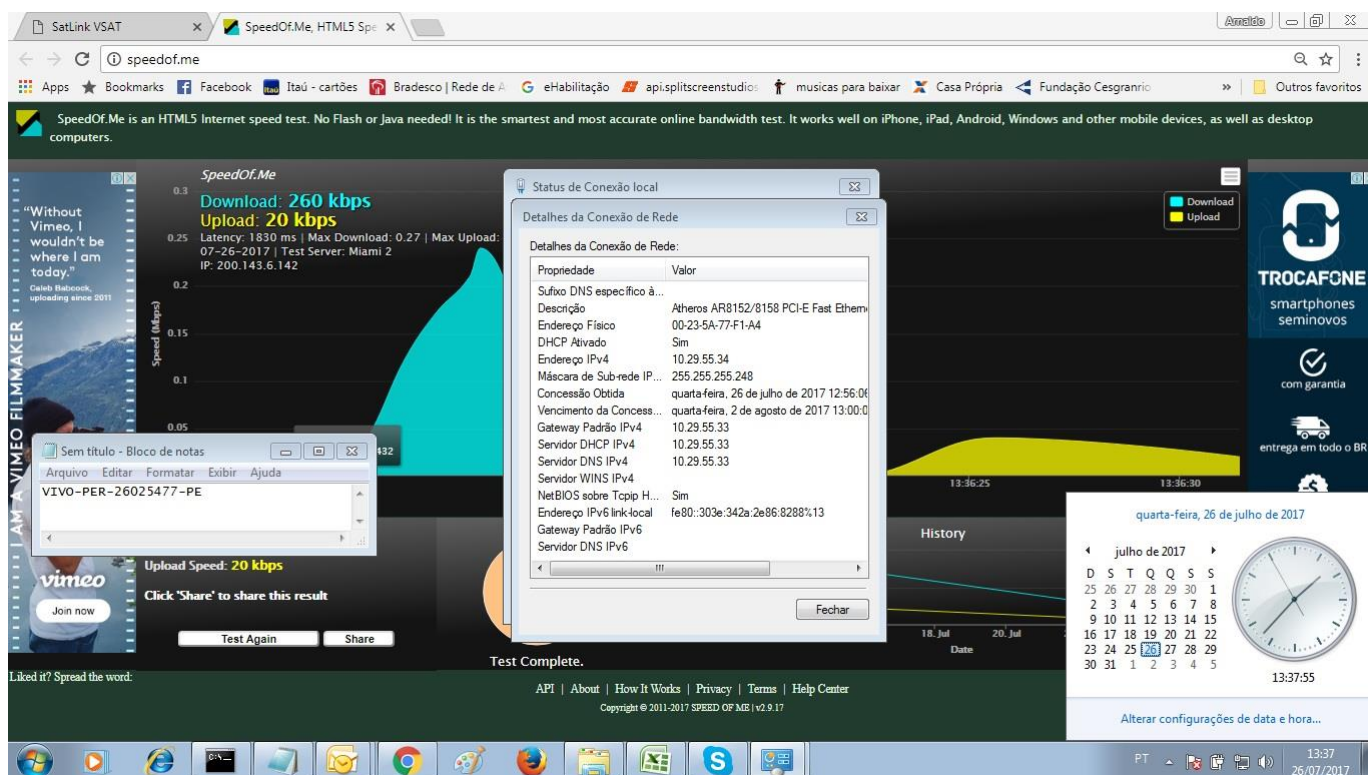 SatLink VSAT
SpeedOf.Me, HTML5 Spe
Arnaldo
speedof.me
Apps
Bookmarks
Facebook
Itaú - cartões
Bradesco | Rede de A
eHabilitação
api.splitscreenstudios
musicas para baixar
Casa Própria
Fundação Cesgranrio
»
Outros favoritos
SpeedOf.Me is an HTML5 Internet speed test. No Flash or Java needed! It is the smartest and most accurate online bandwidth test. It works well on iPhone, iPad, Android, Windows and other mobile devices, as well as desktop
computers.
"Without
Vimeo, I
wouldn't be
where I am
today."
Caleb Babcock,
uploading since 2011
I AM A VIMEO FILMMAKER
vimeo
Join now
SpeedOf.Me
Download: 260 kbps
Upload: 20 kbps
Latency: 1830 ms | Max Download: 0.27 | Max Upload:
07-26-2017 | Test Server: Miami 2
IP: 200.143.6.142
Speed (Mbps)
0.3
0.25
0.2
0.15
0.1
0.05
432
Download
Upload
13:36:25
13:36:30
Sem título - Bloco de notas
Arquivo Editar Formatar Exibir Ajuda
VIVO-PER-26025477-PE
Upload Speed: 20 kbps
Click 'Share' to share this result
Test Again
Share
Test Complete.
Status de Conexão local
Detalhes da Conexão de Rede
Detalhes da Conexão de Rede:
Propriedade Valor
Sufixo DNS específico à...
Descrição Atheros AR8152/8158 PCI-E Fast Ethern
Endereço Físico 00-23-5A-77-F1-A4
DHCP Ativado Sim
Endereço IPv4 10.29.55.34
Máscara de Sub-rede IP... 255.255.255.248
Concessão Obtida quarta-feira, 26 de julho de 2017 12:56:06
Vencimento da Concess... quarta-feira, 2 de agosto de 2017 13:00:0
Gateway Padrão IPv4 10.29.55.33
Servidor DHCP IPv4 10.29.55.33
Servidor DNS IPv4 10.29.55.33
Servidor WINS IPv4
NetBIOS sobre Tcpip H... Sim
Endereço IPv6 link-local fe80::303e:342a:2e86:8288%13
Gateway Padrão IPv6
Servidor DNS IPv6
Fechar
History
18. Jul
20. Jul
Date
TROCAFONE
smartphones
seminovos
com garantia
entrega em todo o BR
quarta-feira, 26 de julho de 2017
julho de 2017
D S T Q Q S S
25 26 27 28 29 30 1
2 3 4 5 6 7 8
9 10 11 12 13 14 15
16 17 18 19 20 21 22
23 24 25 26 27 28 29
30 31 1 2 3 4 5
13:37:55
Alterar configurações de data e hora...
Liked it? Spread the word:
API | About | How It Works | Privacy | Terms | Help Center
Copyright © 2011-2017 SPEED OF ME | v2.9.17
PT
13:37
26/07/2017